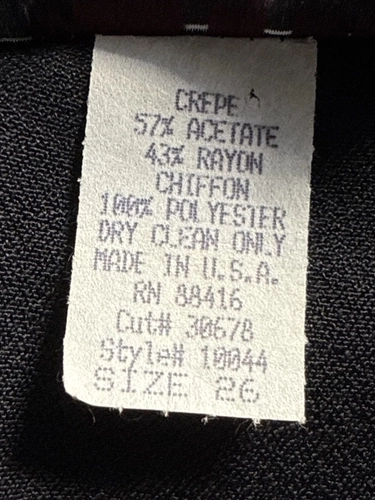 CREPE
57% ACETATE
43% RAYON
CHIFFON
100% POLYESTER
DRY CLEAN ONLY
MADE IN U.S.A.
RN 88416
Cut# 30678
Style# 10044
SIZE 26